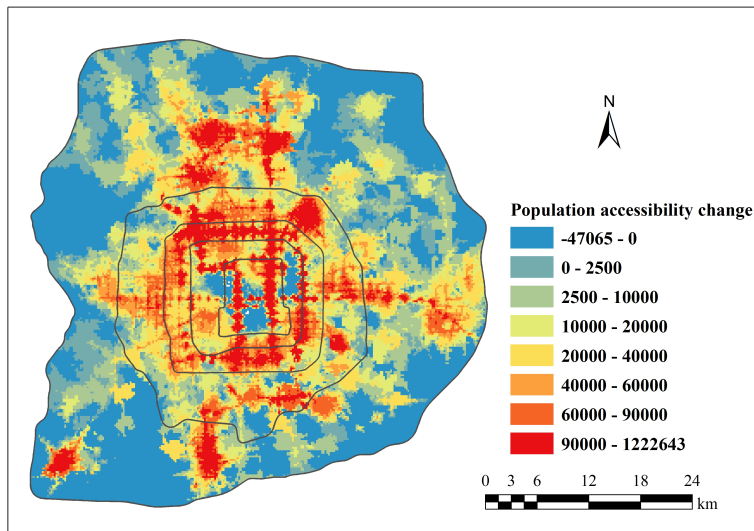 N
Population accessibility change
-47065 - 0
0 - 2500
2500 - 10000
10000 - 20000
20000 - 40000
40000 - 60000
60000 - 90000
90000 - 1222643
0 3 6 12 18 24
km